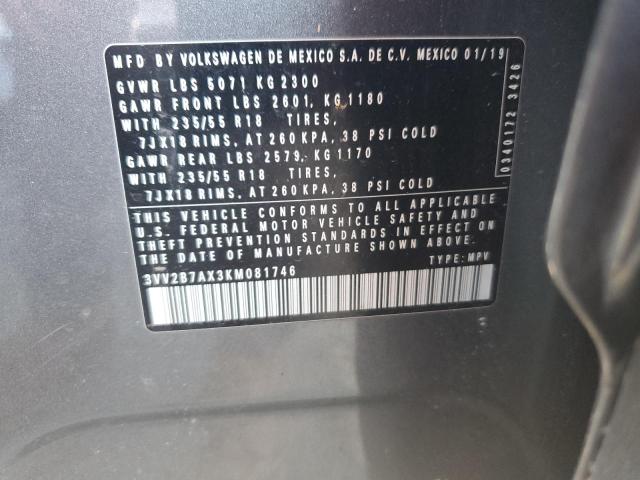 MFD BY VOLKSWAGEN DE MEXICO S.A. DE C.V. MEXICO 01/19
GVWR LBS 5071 KG 2300
GAWR FRONT LBS 2601, KG 1180
WITH 235/55 R18 TIRES,
7JX18 RIMS, AT 260 KPA, 38 PSI COLD
GAWR REAR LBS 2579, KG 1170
WITH 235/55 R18 TIRES,
7JX18 RIMS, AT 260 KPA, 38 PSI COLD
THIS VEHICLE CONFORMS TO ALL APPLICABLE
U.S. FEDERAL MOTOR VEHICLE SAFETY AND
THEFT PREVENTION STANDARDS IN EFFECT ON
THE DATE OF MANUFACTURE SHOWN ABOVE.
3VV2B7AX3KM081746 TYPE: MPV
0340172 3426